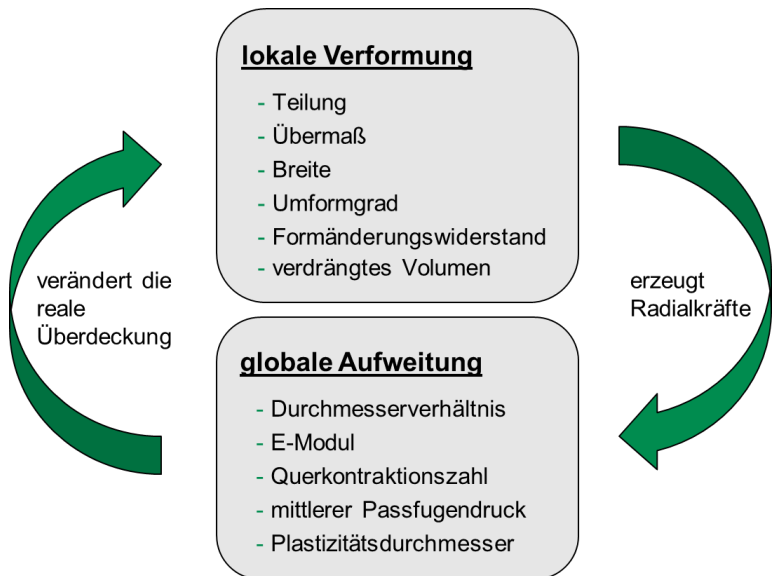 lokale Verformung
- Teilung
- Übermaß
- Breite
- Umformgrad
- Formänderungswiderstand
- verdrängtes Volumen
verändert die
reale
Überdeckung
erzeugt
Radialkräfte
globale Aufweitung
- Durchmesserverhältnis
- E-Modul
- Querkontraktionszahl
- mittlerer Passfugendruck
- Plastizitätsdurchmesser